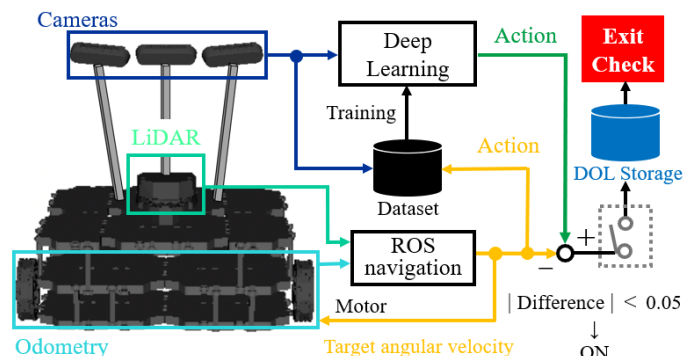 Cameras
Deep
Learning
Action
Exit
Check
Training
LiDAR
Action
DOL Storage
Dataset
ROS
navigation
+
−
Motor
| Difference | < 0.05
↓
ON
Odometry
Target angular velocity